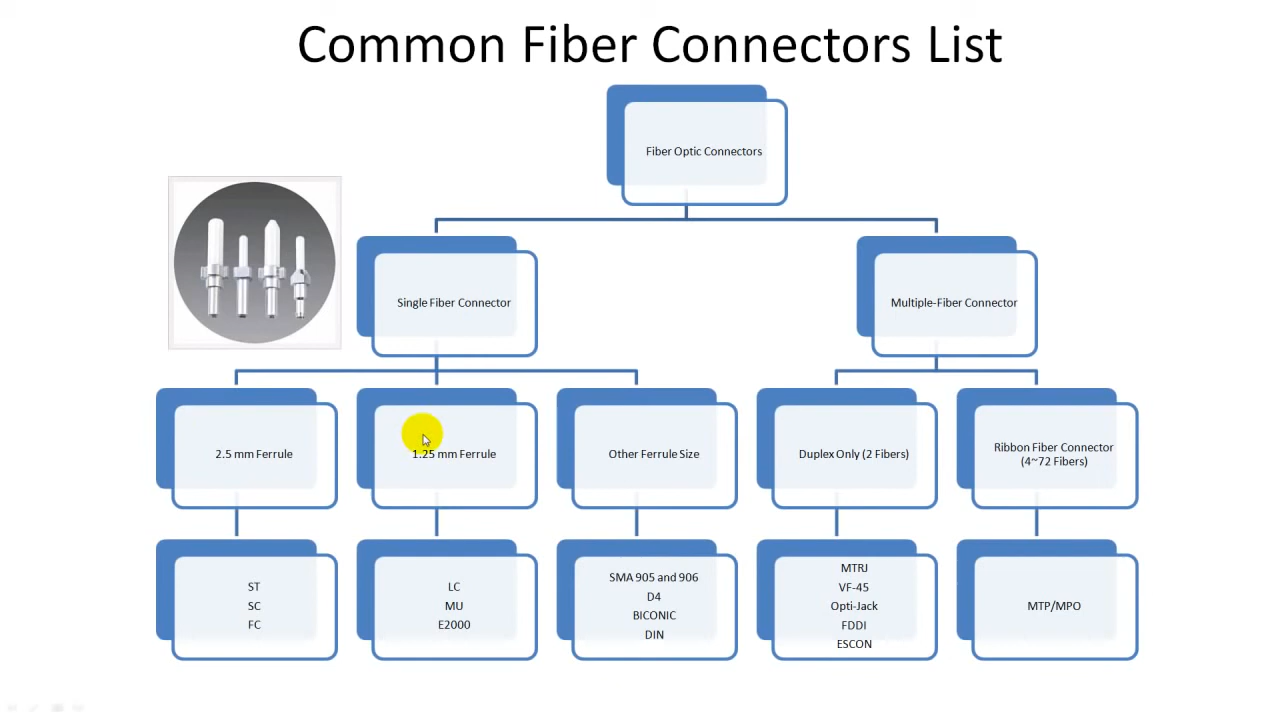 Common Fiber Connectors List
Fiber Optic Connectors
Single Fiber Connector
Multiple-Fiber Connector
2.5 mm Ferrule
1.25 mm Ferrule
Other Ferrule Size
Duplex Only (2 Fibers)
Ribbon Fiber Connector
(4~72 Fibers)
ST
SC
FC
LC
MU
E2000
SMA 905 and 906
D4
BICONIC
DIN
MTRJ
VF-45
Opti-Jack
FDDI
ESCON
MTP/MPO